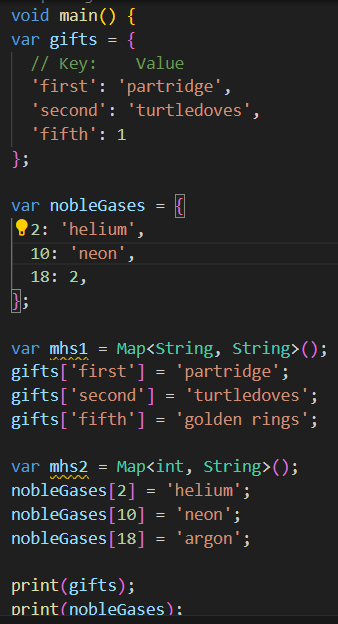 void main() {
var gifts = {
// Key:    Value
'first': 'partridge',
'second': 'turtledoves',
'fifth': 1
};
var nobleGases = {
2: 'helium',
10: 'neon',
18: 2,
};
var mhs1 = Map<String, String>();
gifts['first'] = 'partridge';
gifts['second'] = 'turtledoves';
gifts['fifth'] = 'golden rings';
var mhs2 = Map<int, String>();
nobleGases[2] = 'helium';
nobleGases[10] = 'neon';
nobleGases[18] = 'argon';
print(gifts);
print(nobleGases);